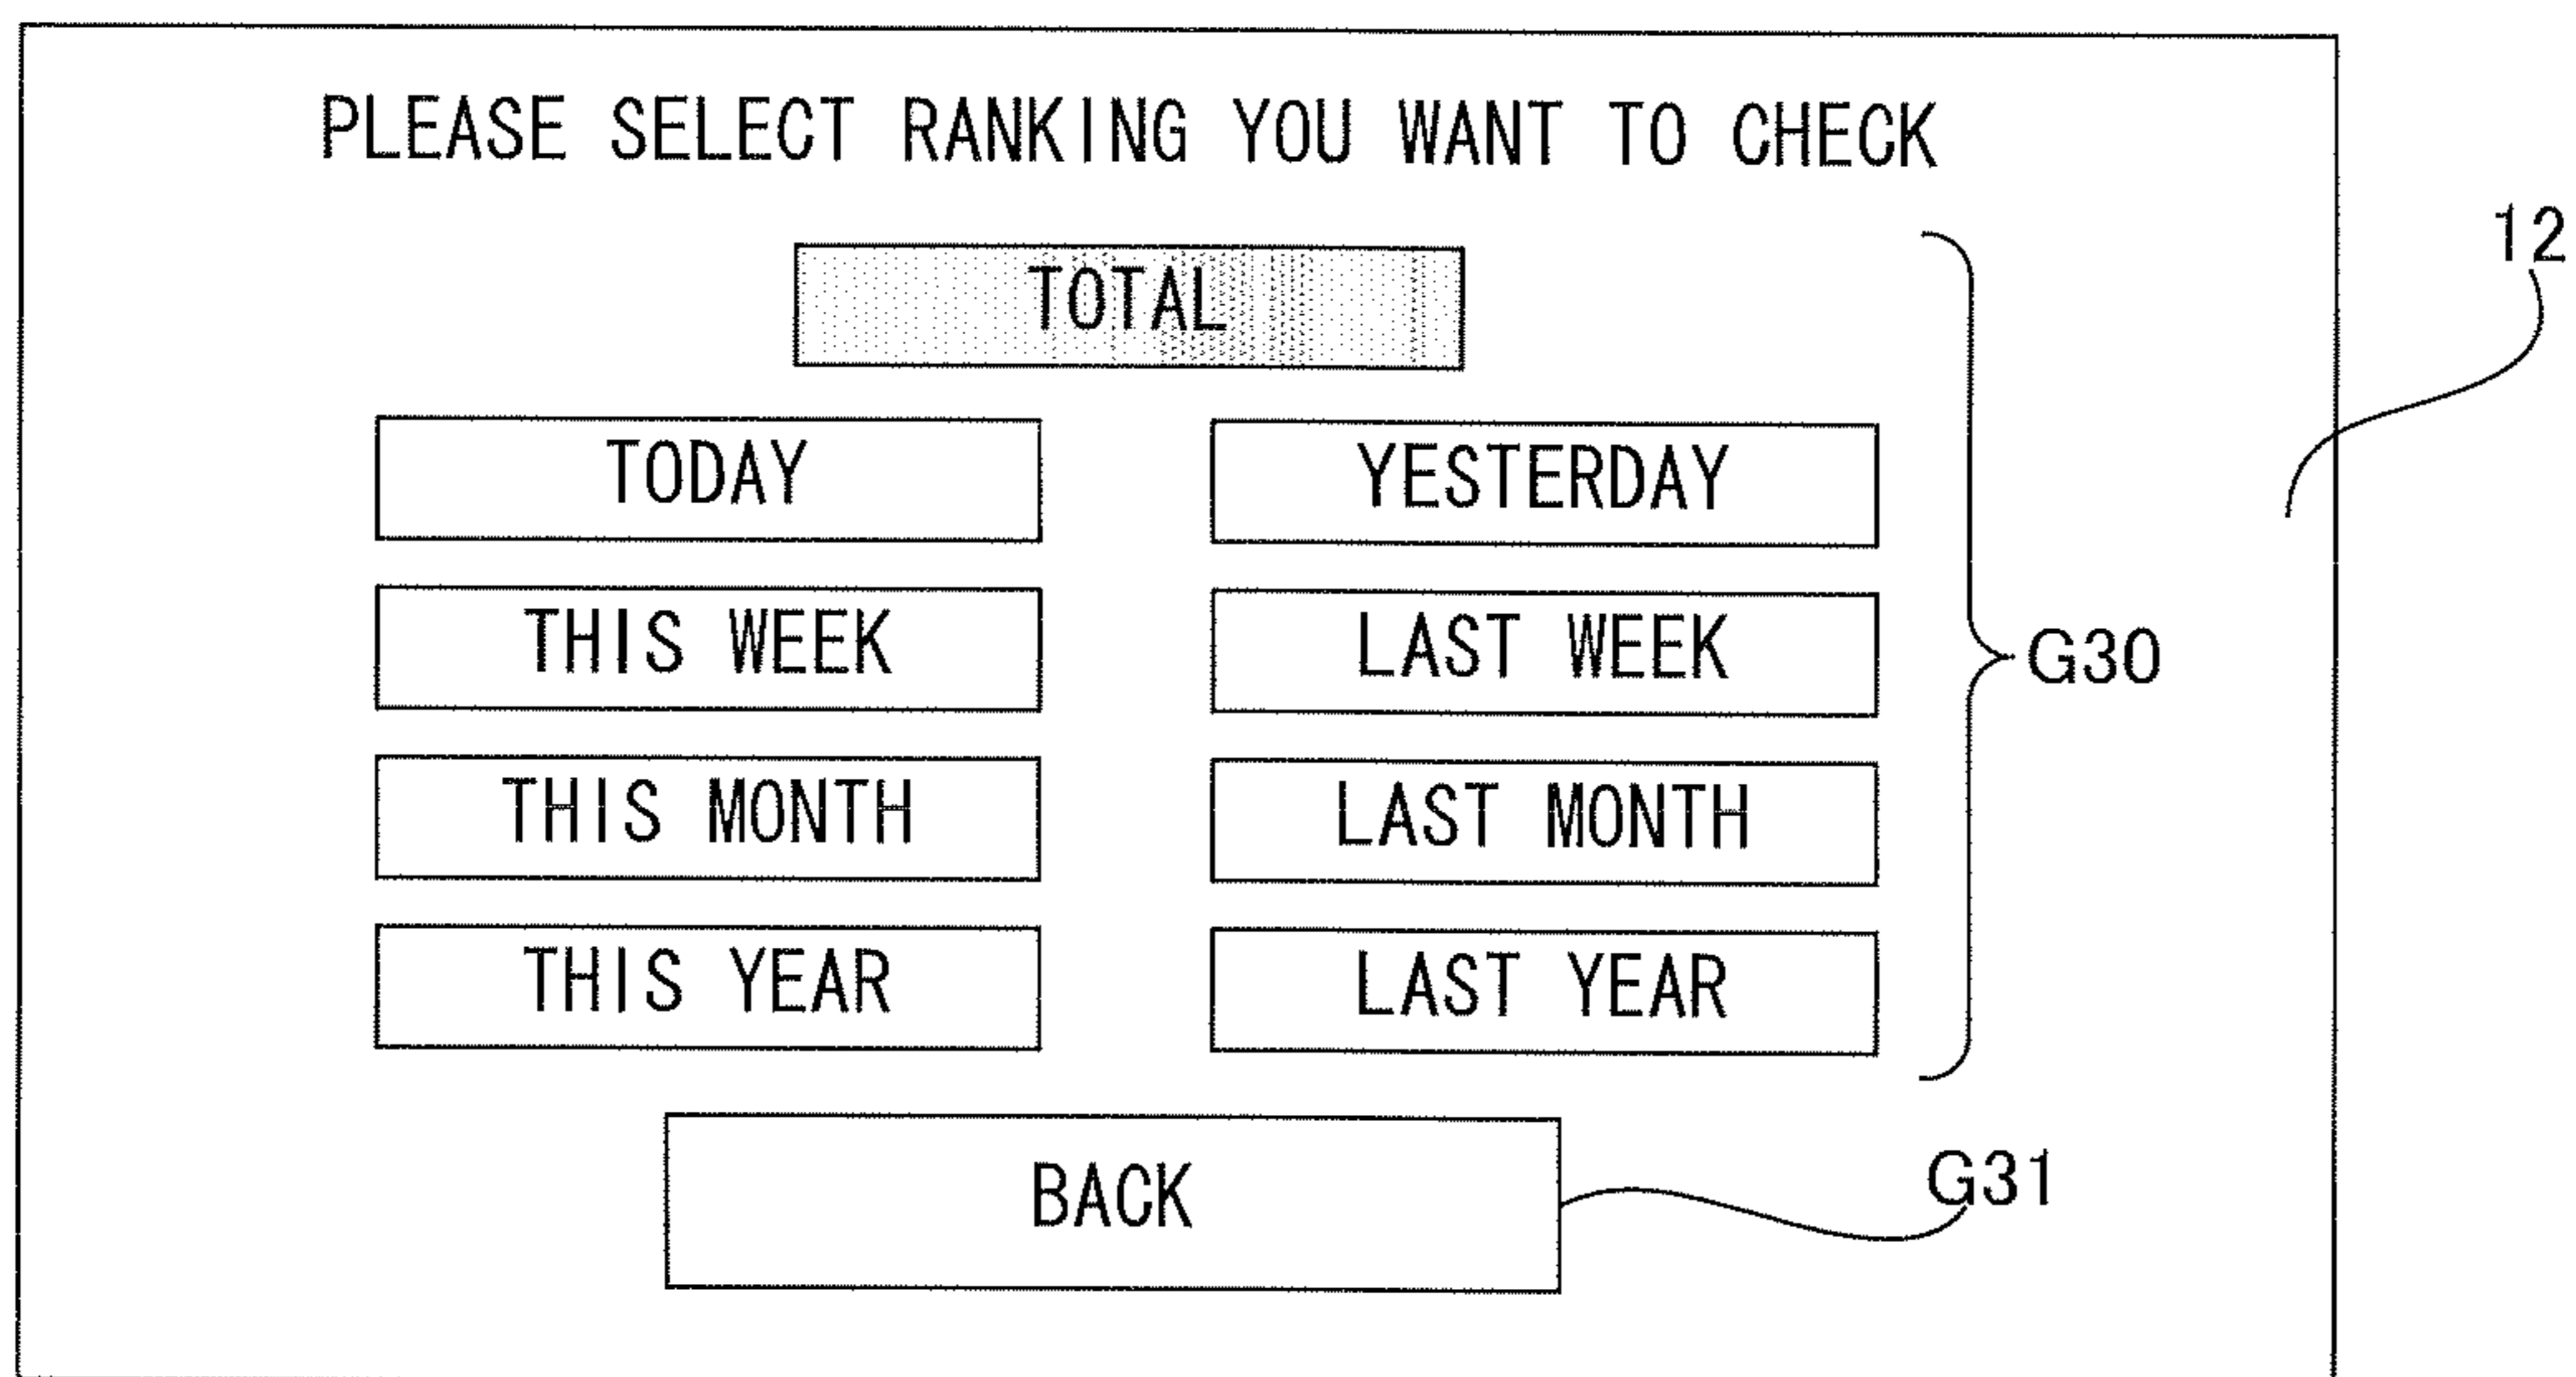 PLEASE SELECT RANKING YOU WANT TO CHECK
12
TOTAL
TODAY YESTERDAY
THIS WEEK LAST WEEK
G30
THIS MONTH LAST MONTH
THIS YEAR LAST YEAR
BACK
G31